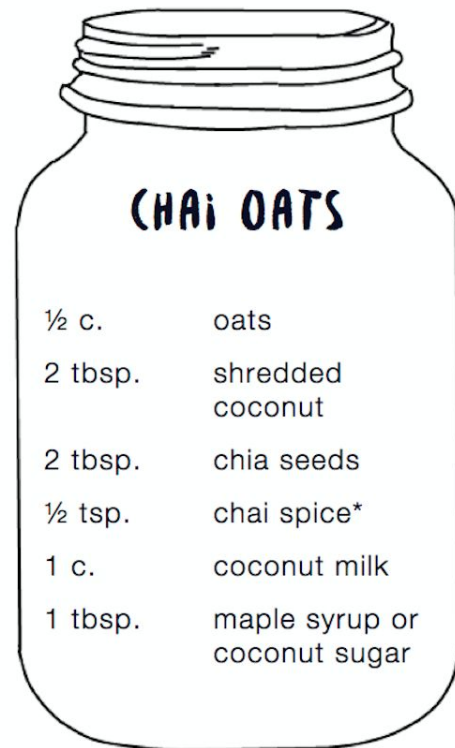 CHAi OATS
½ c. oats
2 tbsp. shredded
coconut
2 tbsp. chia seeds
½ tsp. chai spice*
1 c. coconut milk
1 tbsp. maple syrup or
coconut sugar